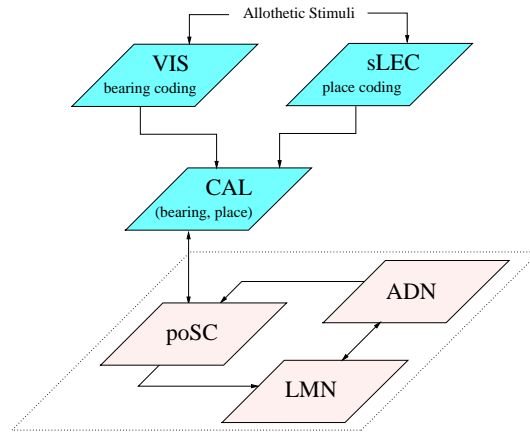 Allothetic Stimuli
VIS
bearing coding
sLEC
place coding
CAL
(bearing, place)
ADN
poSC
LMN